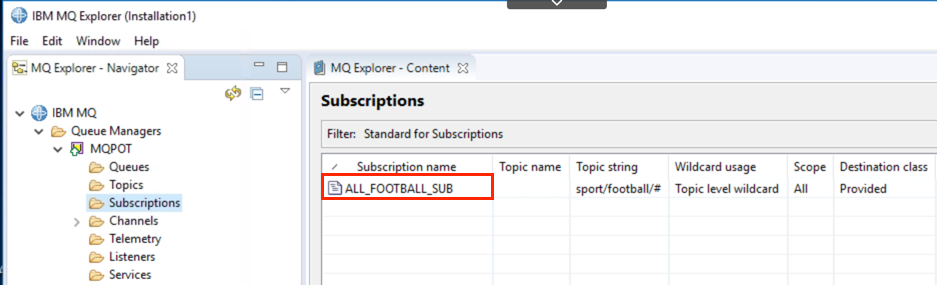 IBM MQ Explorer (Installation1)
File Edit Window Help
MQ Explorer - Navigator
MQ Explorer - Content
IBM MQ
Queue Managers
MQPOT
Queues
Topics
Subscriptions
Channels
Telemetry
Listeners
Services
Subscriptions
Filter: Standard for Subscriptions
Subscription name Topic name Topic string Wildcard usage Scope Destination class
ALL_FOOTBALL_SUB sport/football/# Topic level wildcard All Provided